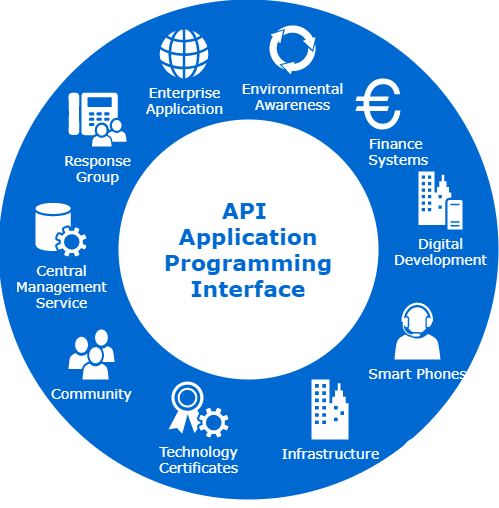 Enterprise
Application
Environmental
Awareness
Finance
Systems
Digital
Development
Smart Phones
Infrastructure
Technology
Certificates
Community
Central
Management
Service
Response
Group
API
Application
Programming
Interface